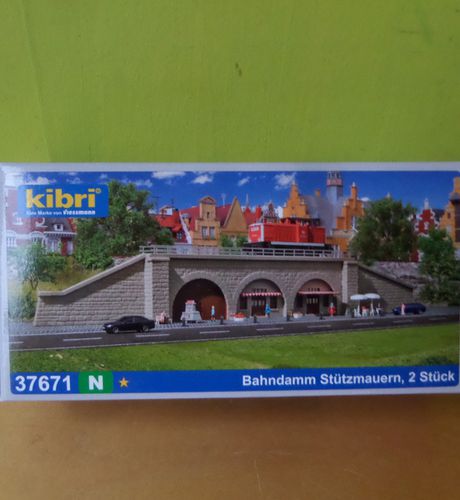 kibri
Eine Marke von Viessmann
37671 N Bahndamm Stützmauern, 2 Stück